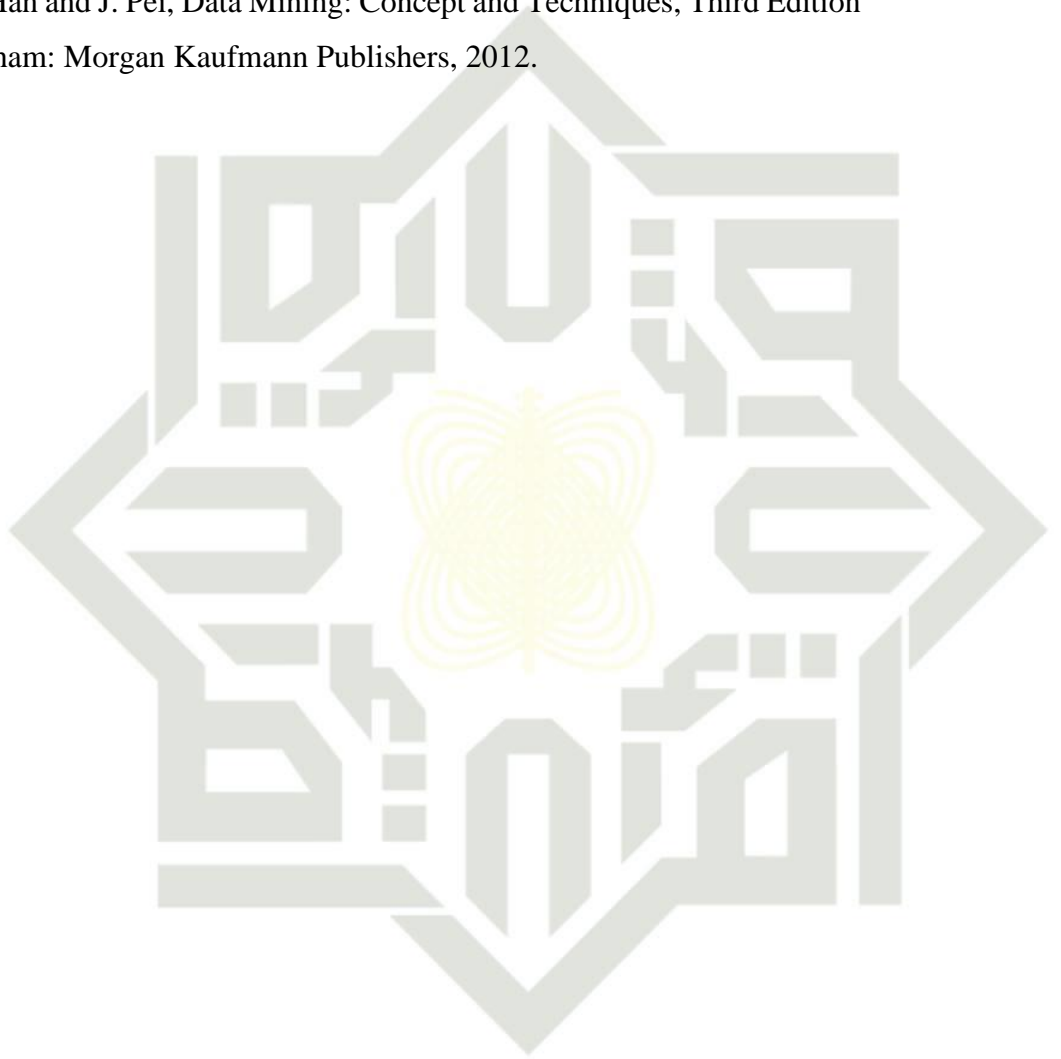 Han and J. Pei, Data Mining: Concept and Techniques, Third Edition
ham: Morgan Kaufmann Publishers, 2012.